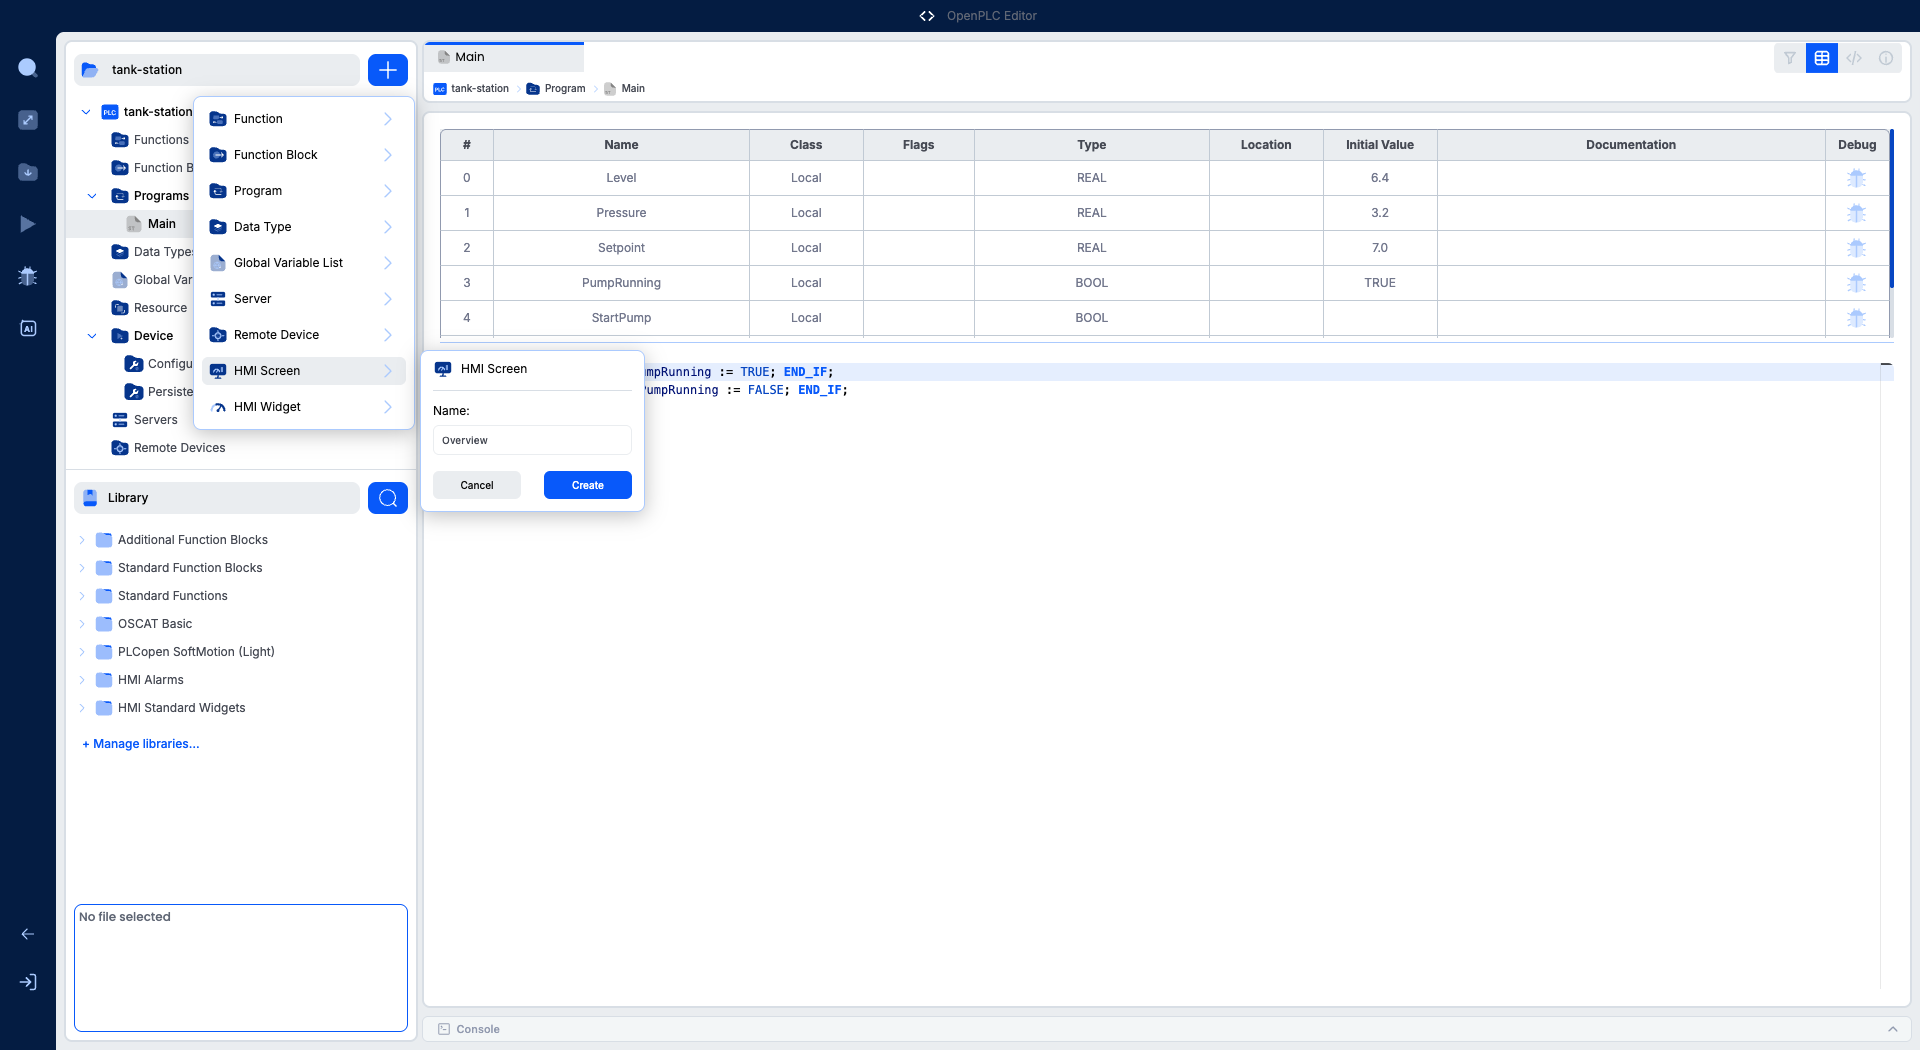 OpenPLC Editor
tank-station
PLC tank-station
Functions
Function B
Programs
Main
Data Types
Global Var
Resource
Device
Configu
Persiste
Servers
Remote Devices
Function
Function Block
Program
Data Type
Global Variable List
Server
Remote Device
HMI Screen
HMI Widget
Library
Additional Function Blocks
Standard Function Blocks
Standard Functions
OSCAT Basic
PLCopen SoftMotion (Light)
HMI Alarms
HMI Standard Widgets
+ Manage libraries...
No file selected
AI
Main
PLC tank-station Program Main
# Name Class Flags Type Location Initial Value Documentation Debug
0 Level Local REAL 6.4
1 Pressure Local REAL 3.2
2 Setpoint Local REAL 7.0
3 PumpRunning Local BOOL TRUE
4 StartPump Local BOOL
umpRunning := TRUE; END_IF;
PumpRunning := FALSE; END_IF;
HMI Screen
Name:
Overview
Cancel Create
Console